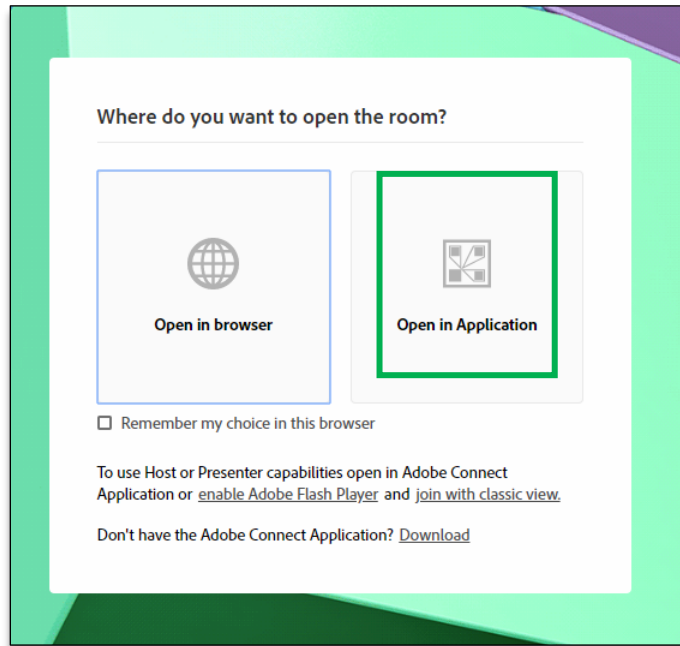 Where do you want to open the room?
Open in browser
Open in Application
Remember my choice in this browser
To use Host or Presenter capabilities open in Adobe Connect
Application or enable Adobe Flash Player and join with classic view.
Don't have the Adobe Connect Application? Download